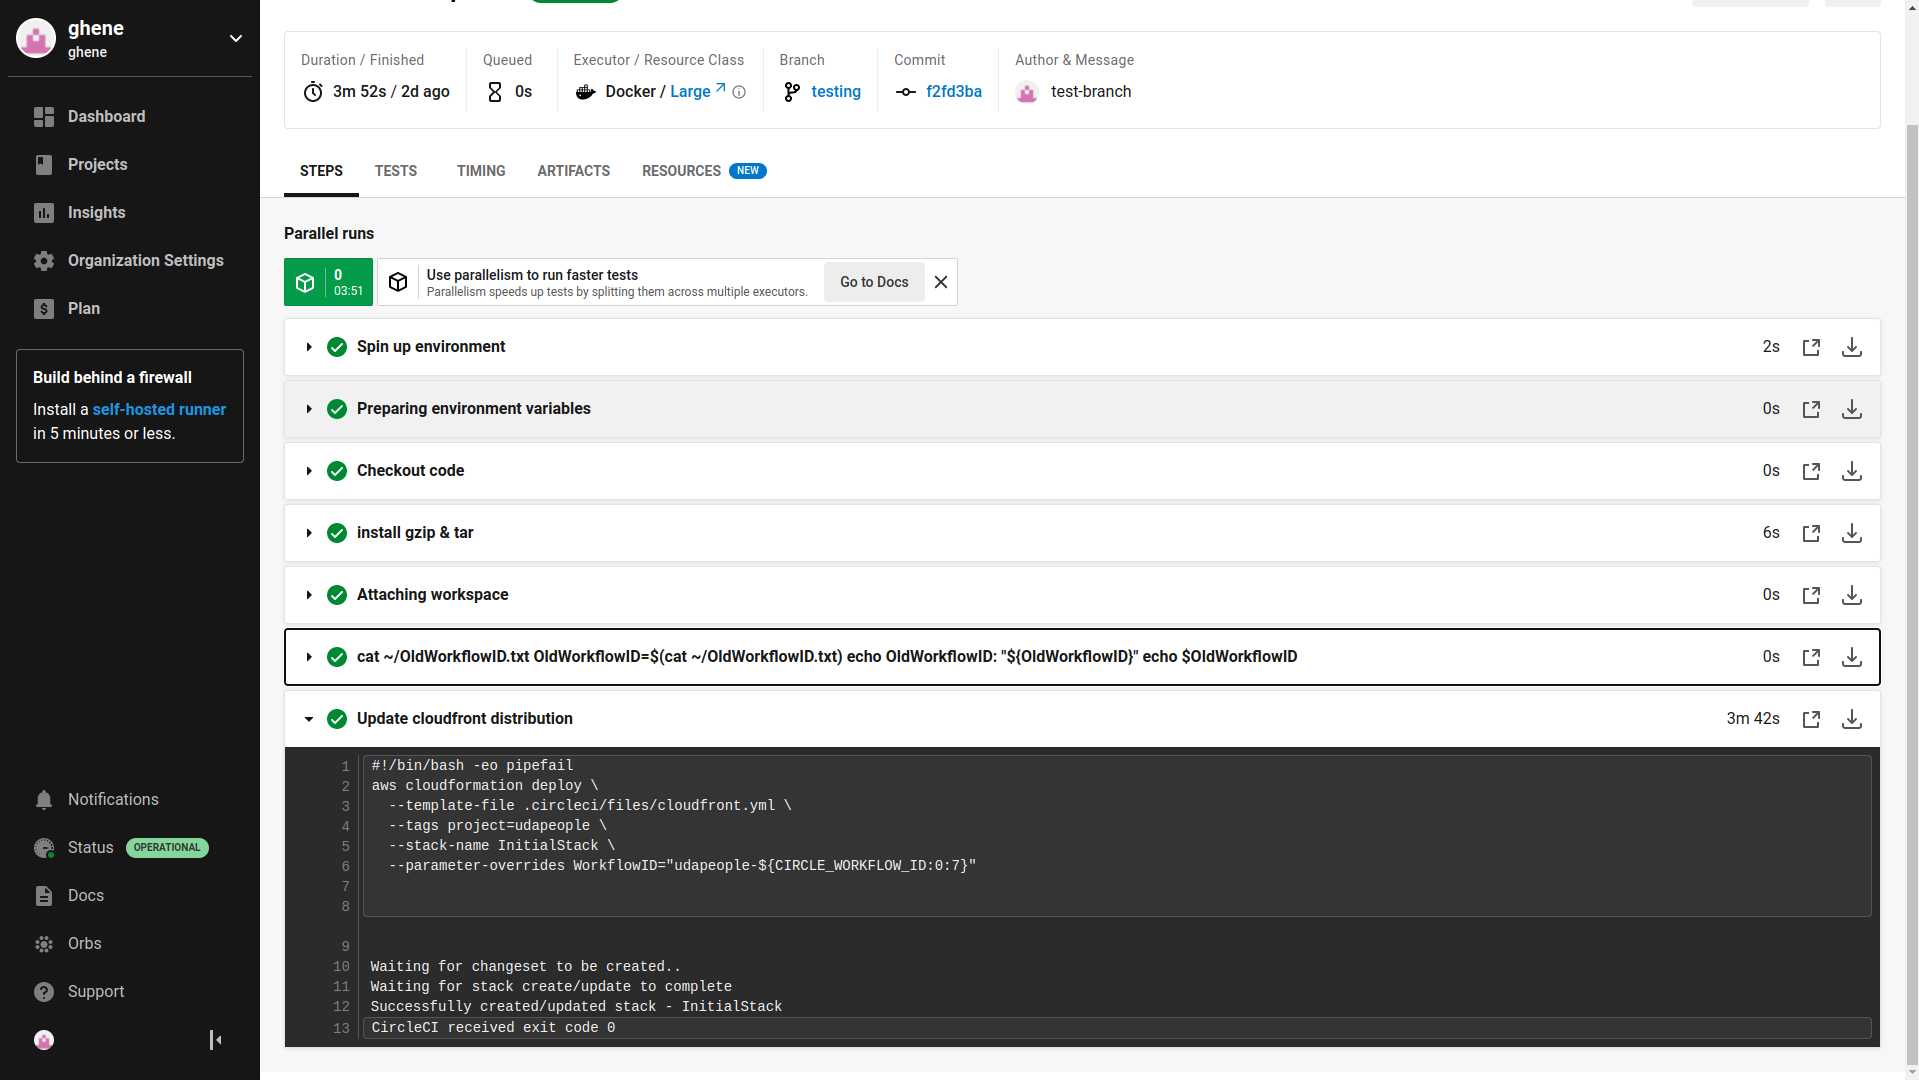 ghene
ghene
Dashboard
Projects
Insights
Organization Settings
Plan
Build behind a firewall
Install a self-hosted runner
in 5 minutes or less.
Notifications
Status OPERATIONAL
Docs
Orbs
Support
Duration / Finished
3m 52s / 2d ago
Queued
0s
Executor / Resource Class
Docker / Large
Branch
testing
Commit
f2fd3ba
Author & Message
test-branch
STEPS TESTS TIMING ARTIFACTS RESOURCES NEW
Parallel runs
0
03:51
Use parallelism to run faster tests
Parallelism speeds up tests by splitting them across multiple executors.
Go to Docs
Spin up environment 2s
Preparing environment variables 0s
Checkout code 0s
install gzip & tar 6s
Attaching workspace 0s
cat ~/OldWorkflowID.txt OldWorkflowID=$(cat ~/OldWorkflowID.txt) echo OldWorkflowID: "${OldWorkflowID}" echo $OldWorkflowID 0s
Update cloudfront distribution 3m 42s
1 #!/bin/bash -eo pipefail
2 aws cloudformation deploy \
3 --template-file .circleci/files/cloudfront.yml \
4 --tags project=udapeople \
5 --stack-name InitialStack \
6 --parameter-overrides WorkflowID="udapeople-${CIRCLE_WORKFLOW_ID:0:7}"
7
8
9
10 Waiting for changeset to be created..
11 Waiting for stack create/update to complete
12 Successfully created/updated stack - InitialStack
13 CircleCI received exit code 0